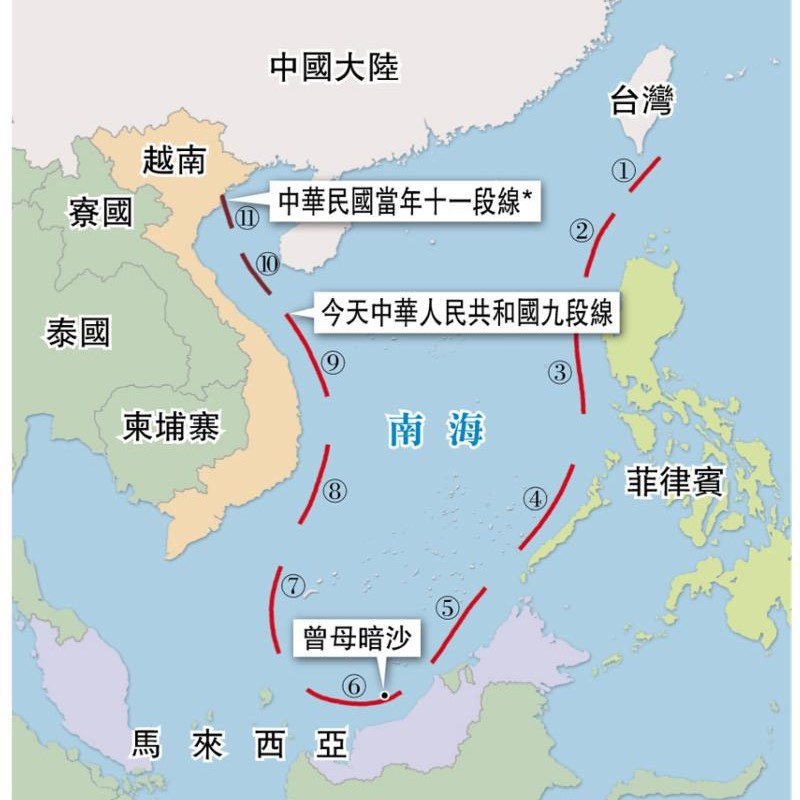 中國大陸
台灣
①
越南
寮國
⑪
中華民國當年十一段線*
②
⑩
今天中華人民共和國九段線
泰國
⑨
③
柬埔寨
南海
菲律賓
⑧
④
⑦
⑤
曾母暗沙
⑥
馬來西亞